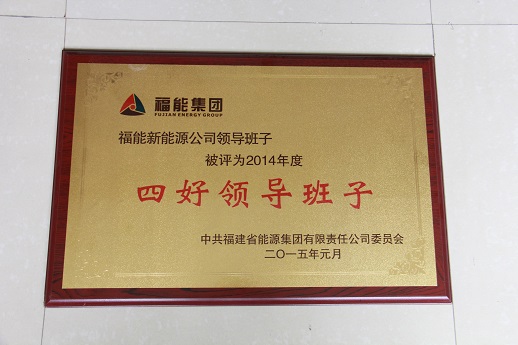 福能集团
FUJIAN ENERGY GROUP
福能新能源公司领导班子
被评为2014年度
四好领导班子
中共福建省能源集团有限责任公司委员会
二〇一五年元月